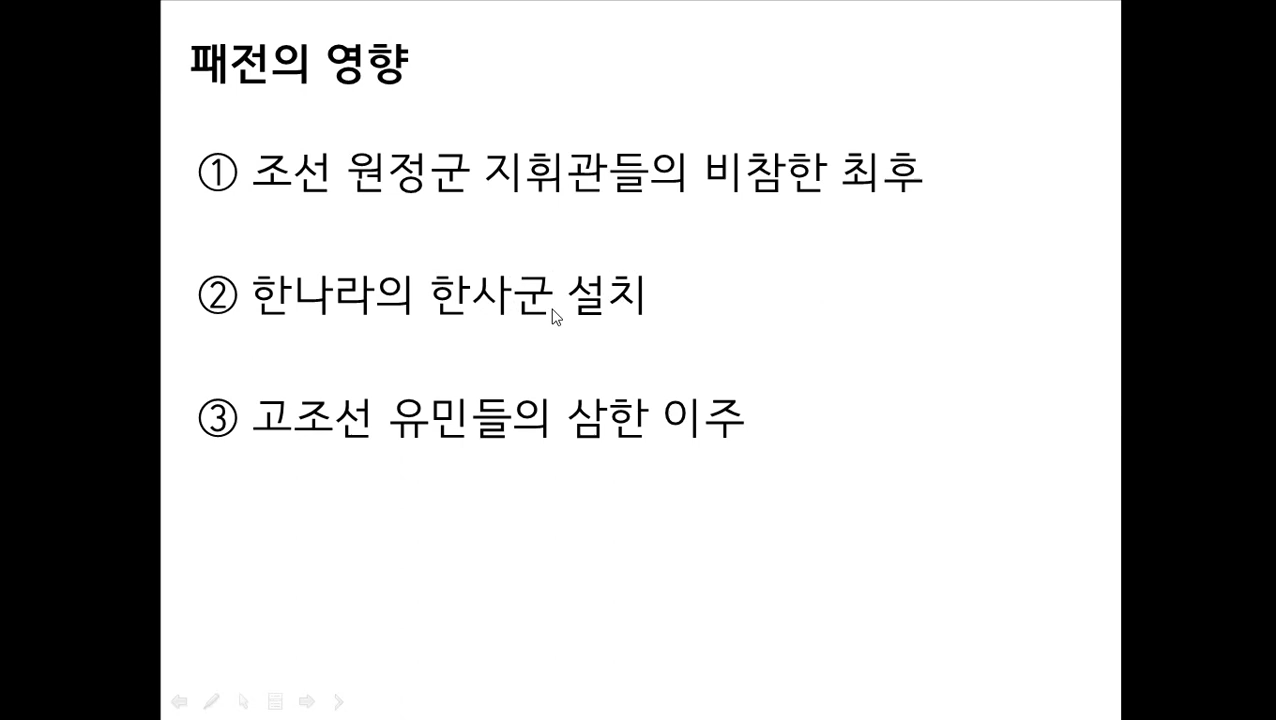 패전의 영향
① 조선 원정군 지휘관들의 비참한 최후
② 한나라의 한사군 설치
③ 고조선 유민들의 삼한 이주